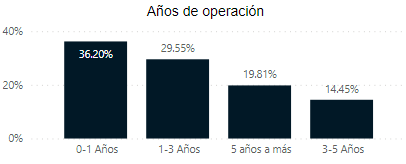 Años de operación
40%
20%
0%
36.20%
29.55%
19.81%
14.45%
0-1 Años
1-3 Años
5 años a más
3-5 Años